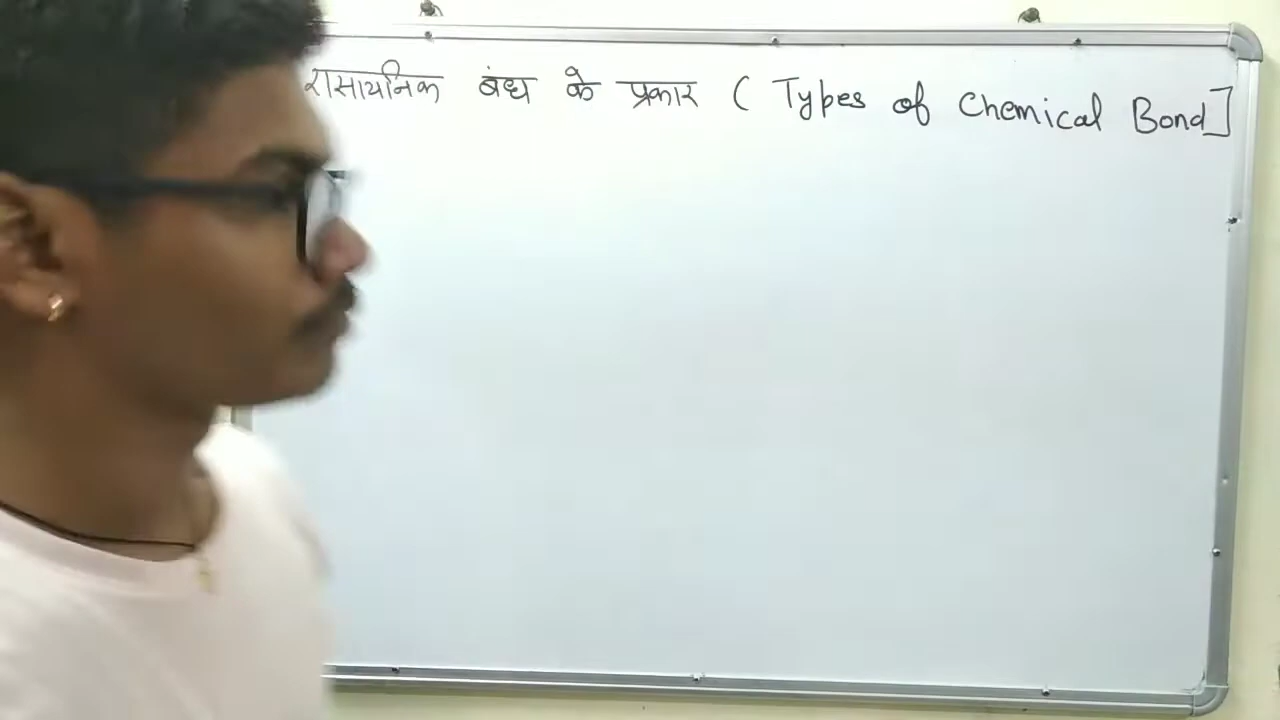 रासायनिक बंध के प्रकार ( Types of Chemical Bond]